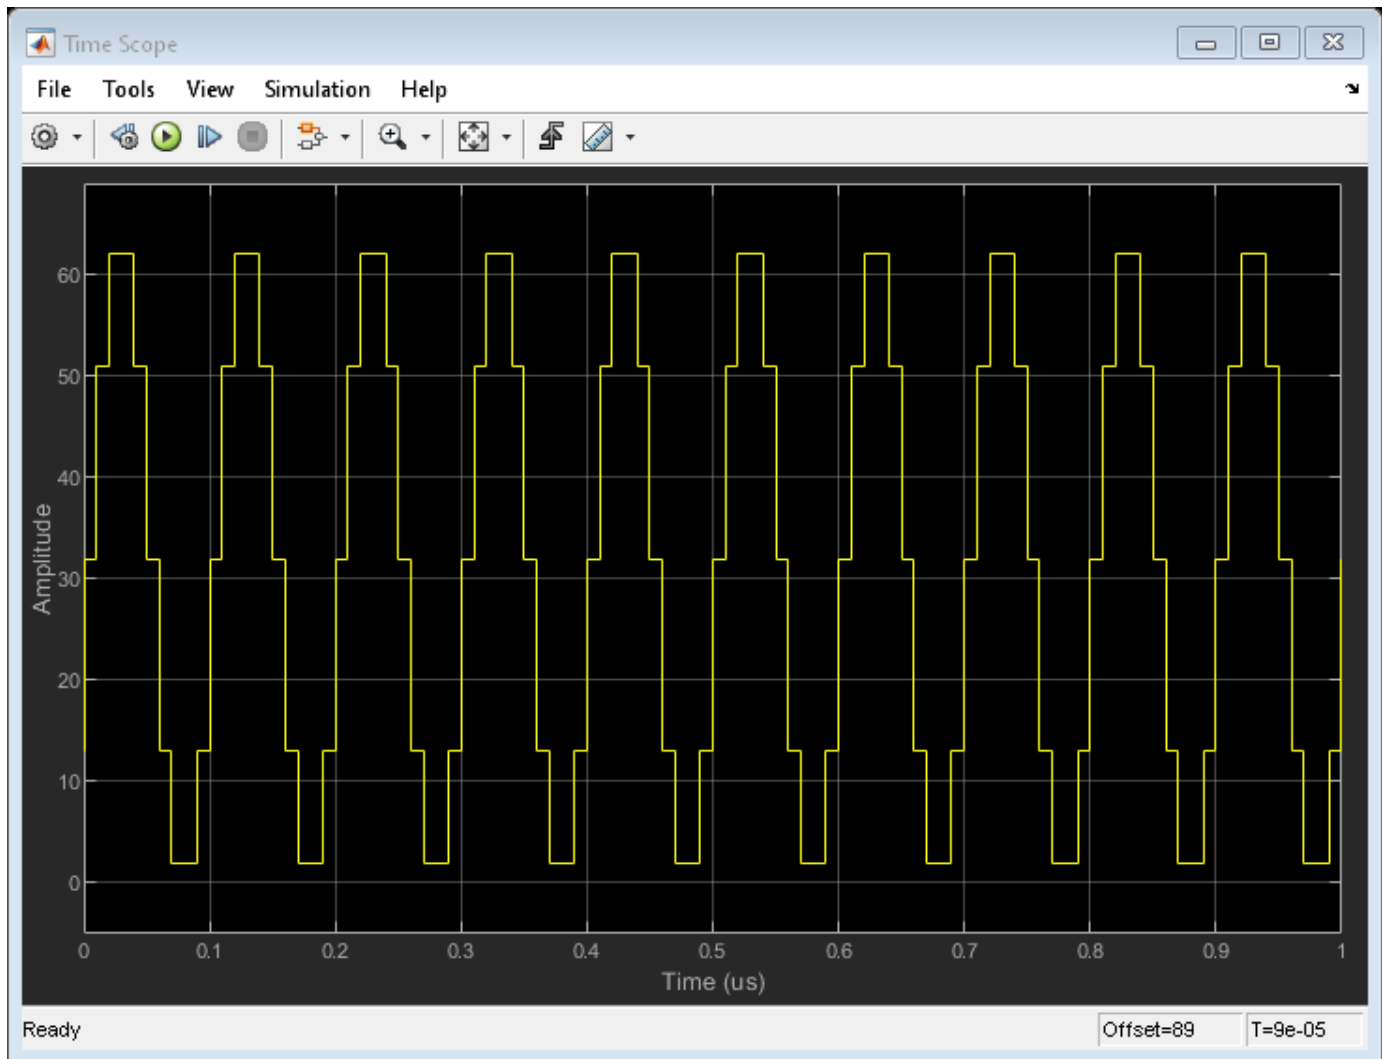 Time Scope
File Tools View Simulation Help
60
50
40
30
20
10
0
Amplitude
0 0.1 0.2 0.3 0.4 0.5 0.6 0.7 0.8 0.9 1
Time (us)
Ready Offset=89 T=9e-05